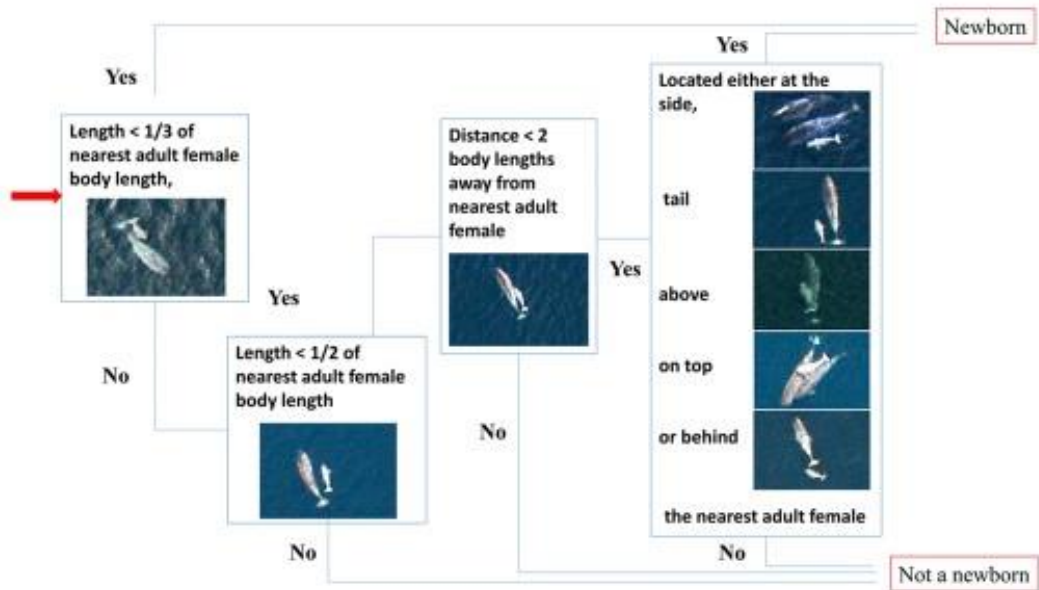 Newborn
Yes
Yes
Length < 1/3 of
nearest adult female
body length,
Distance < 2
body lengths
away from
nearest adult
female
Located either at the
side,
tail
above
on top
or behind
the nearest adult female
Yes
Yes
No
Length < 1/2 of
nearest adult female
body length
No
No
No
Not a newborn